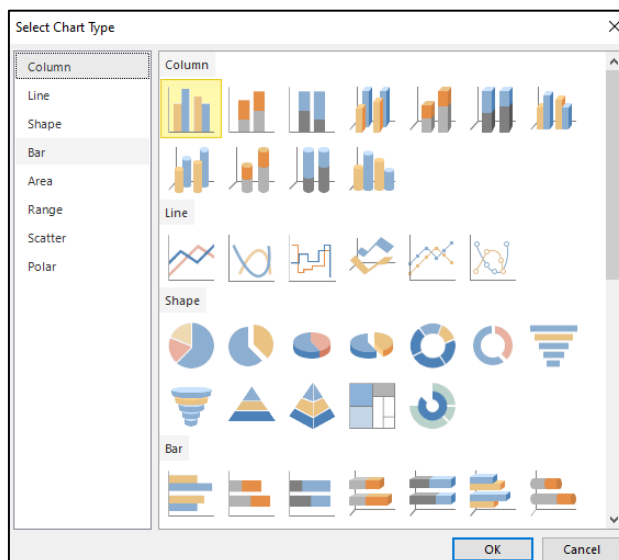 Select Chart Type
Column
Line
Shape
Bar
Area
Range
Scatter
Polar
Column
Line
Shape
Bar
OK
Cancel